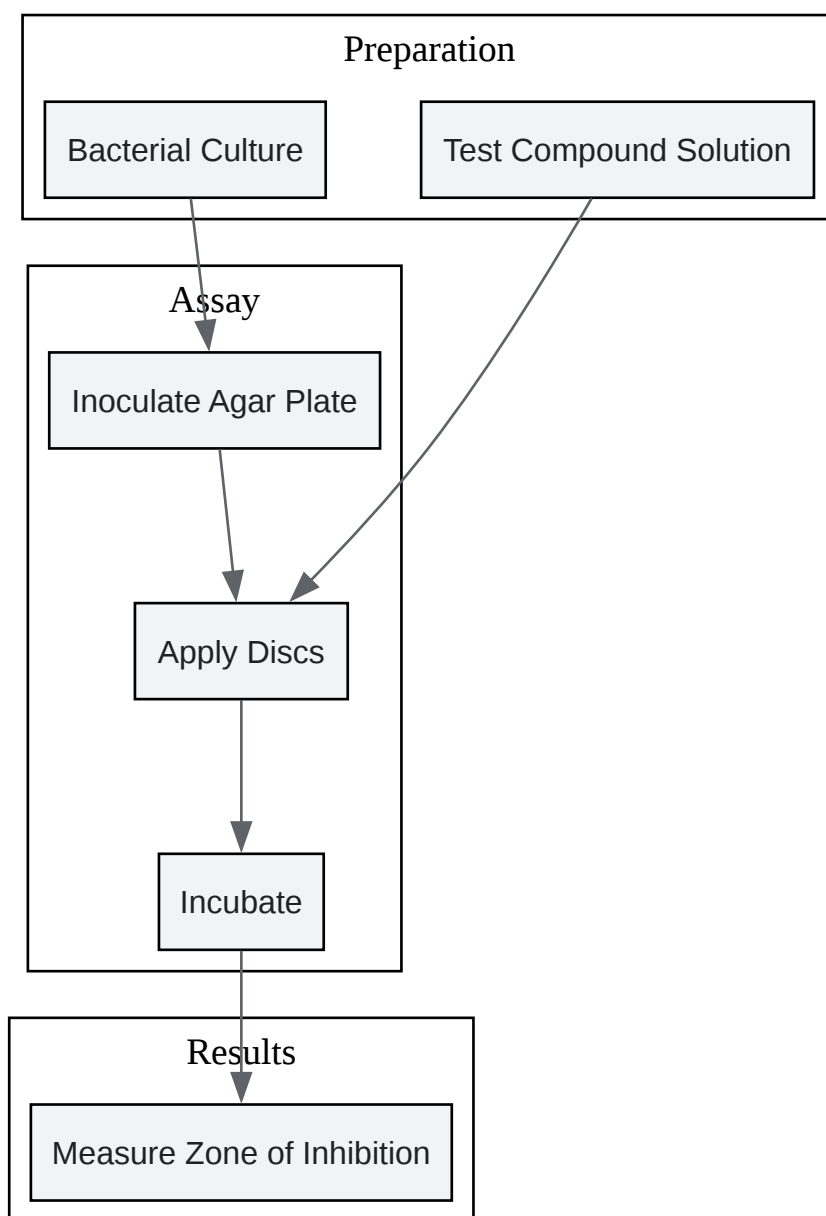 Preparation
Bacterial Culture
Test Compound Solution
Assay
Inoculate Agar Plate
Apply Discs
Incubate
Results
Measure Zone of Inhibition